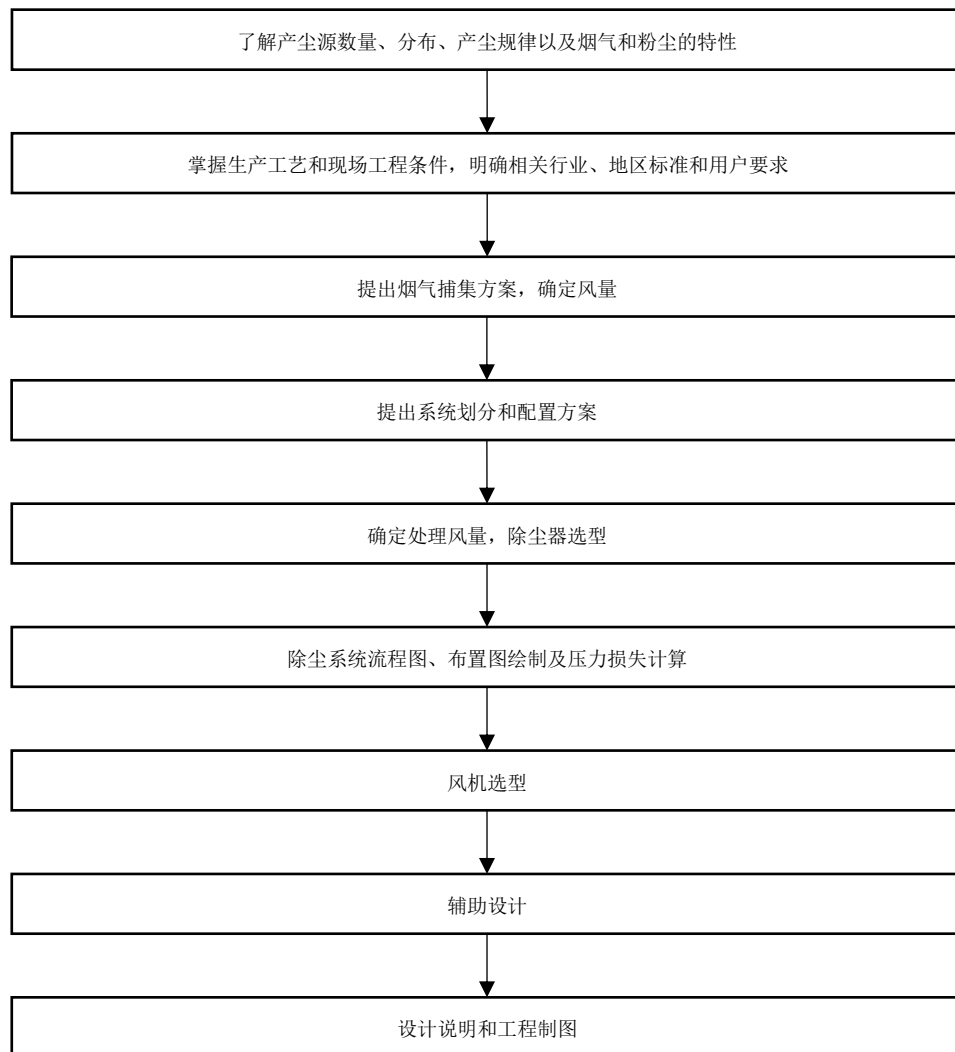 了解产尘源数量、分布、产尘规律以及烟气和粉尘的特性
掌握生产工艺和现场工程条件，明确相关行业、地区标准和用户要求
提出烟气捕集方案，确定风量
提出系统划分和配置方案
确定处理风量，除尘器选型
除尘系统流程图、布置图绘制及压力损失计算
风机选型
辅助设计
设计说明和工程制图